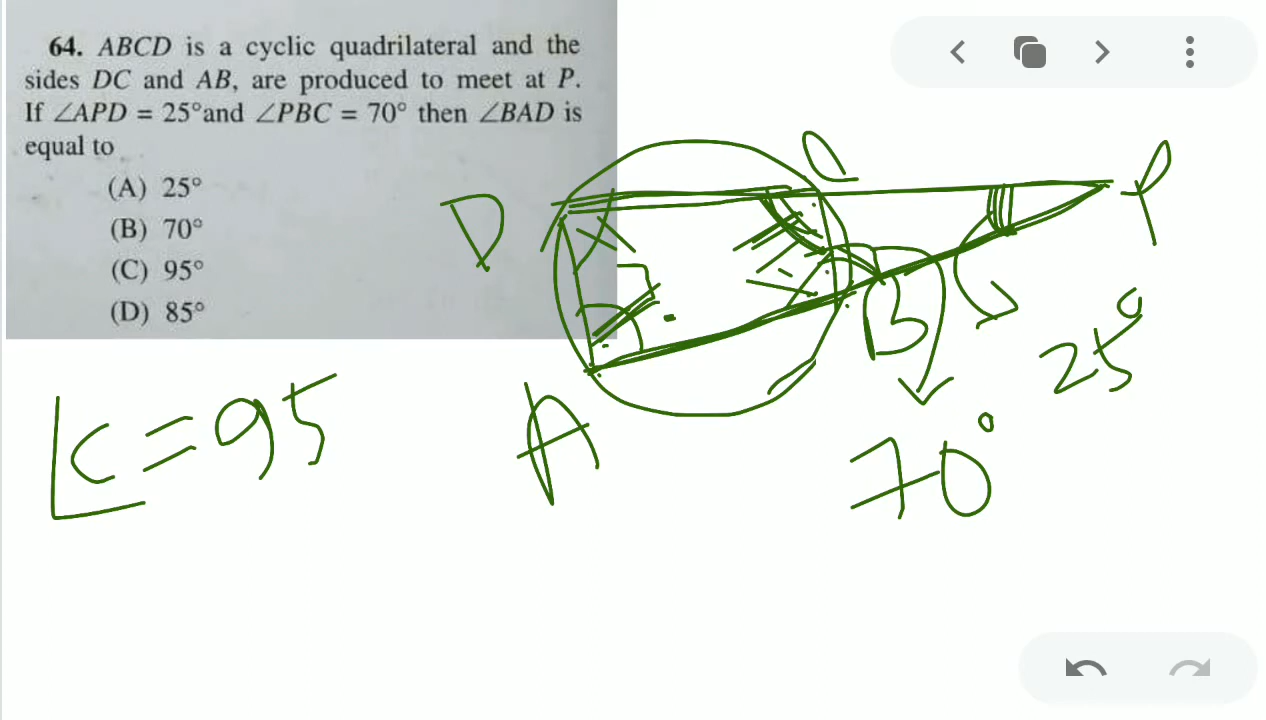 64. ABCD is a cyclic quadrilateral and the
sides DC and AB, are produced to meet at P.
If ∠APD = 25°and ∠PBC = 70° then ∠BAD is
equal to
(A) 25°
(B) 70°
(C) 95°
(D) 85°
D
C
P
B
A
25°
70°
∠C = 95